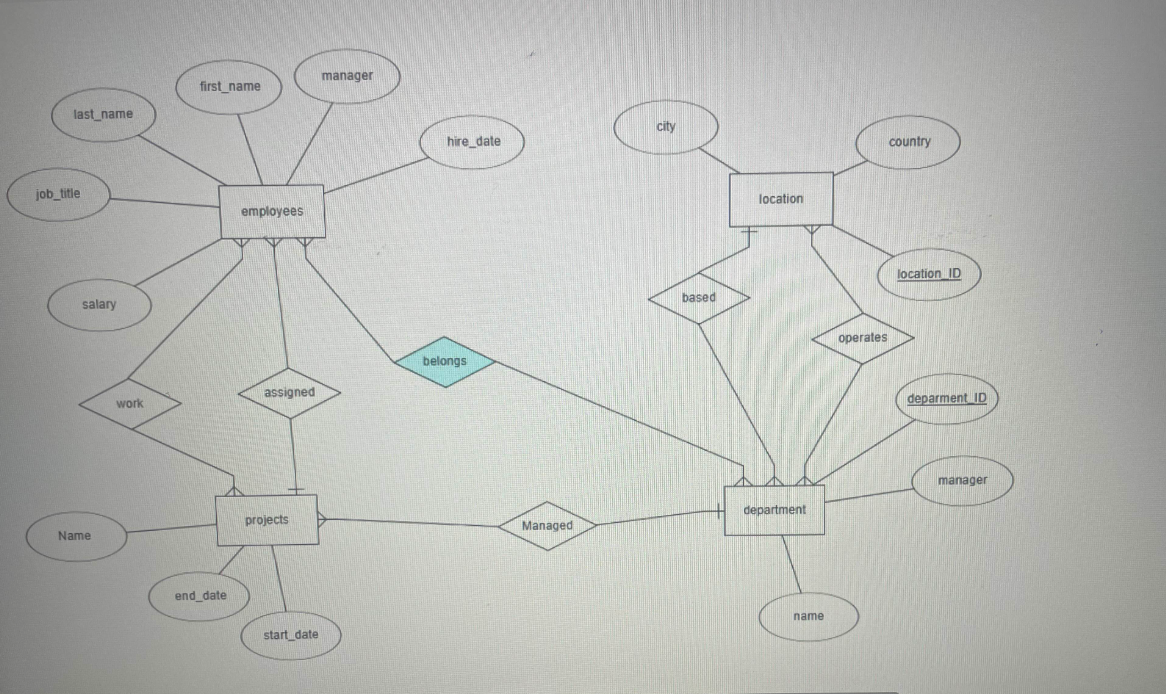 manager
first_name
last_name
hire_date
city
country
job_title
employees
location
location_ID
salary
based
operates
belongs
work
assigned
deparment_ID
manager
projects
Managed
department
Name
end_date
start_date
name